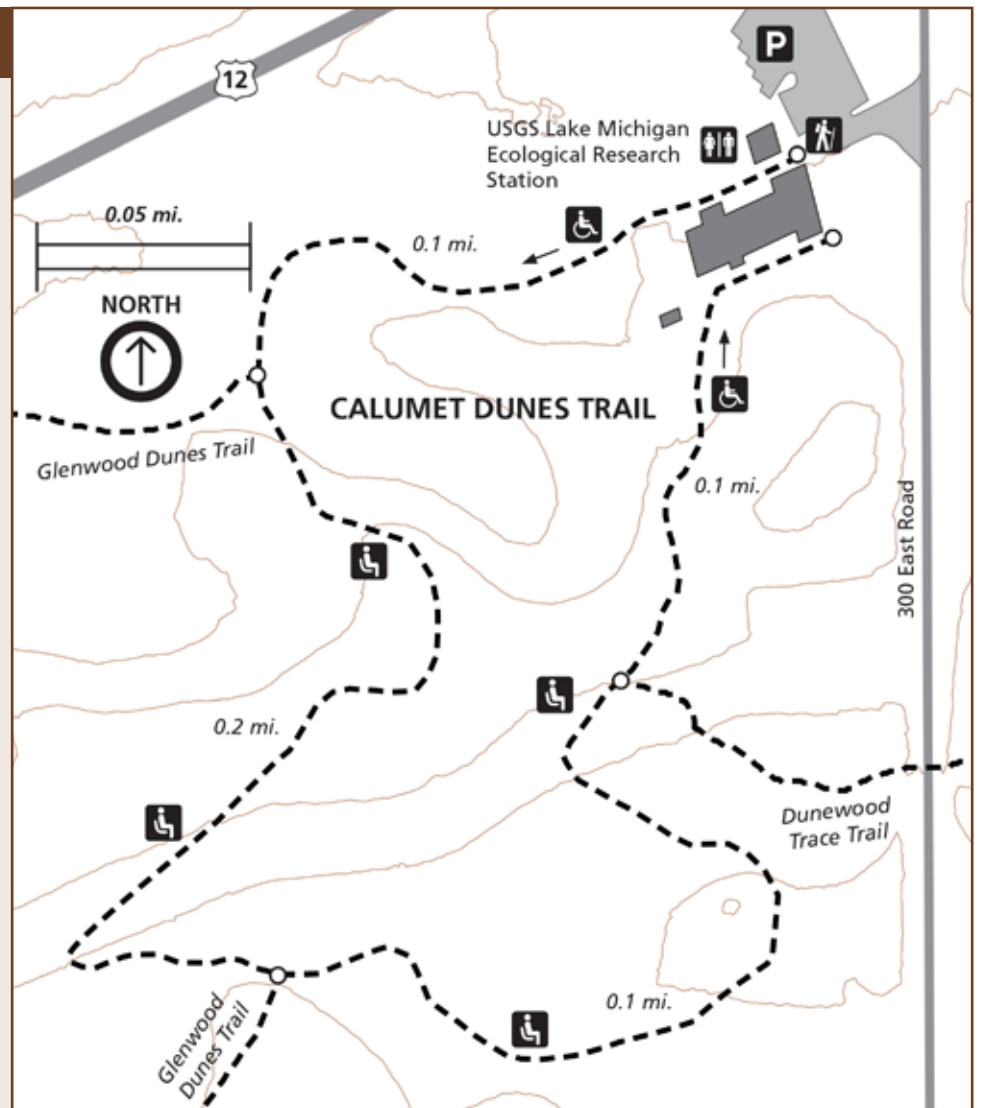 P
12
USGS Lake Michigan
Ecological Research
Station
0.05 mi.
0.1 mi.
NORTH
CALUMET DUNES TRAIL
Glenwood Dunes Trail
0.1 mi.
300 East Road
0.2 mi.
Dunewood
Trace Trail
0.1 mi.
Glenwood
Dunes Trail